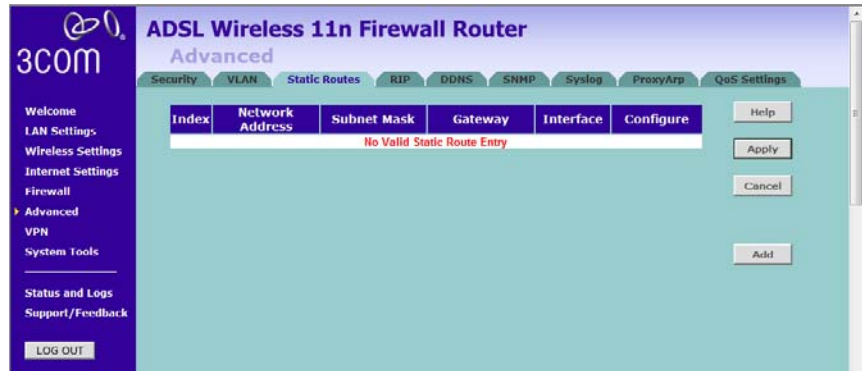 3COM
ADSL Wireless 11n Firewall Router
Advanced
Security VLAN Static Routes RIP DDNS SNMP Syslog ProxyArp QoS Settings
Welcome
LAN Settings
Wireless Settings
Internet Settings
Firewall
Advanced
VPN
System Tools
Status and Logs
Support/Feedback
LOG OUT
Index Network Address Subnet Mask Gateway Interface Configure
No Valid Static Route Entry
Help
Apply
Cancel
Add